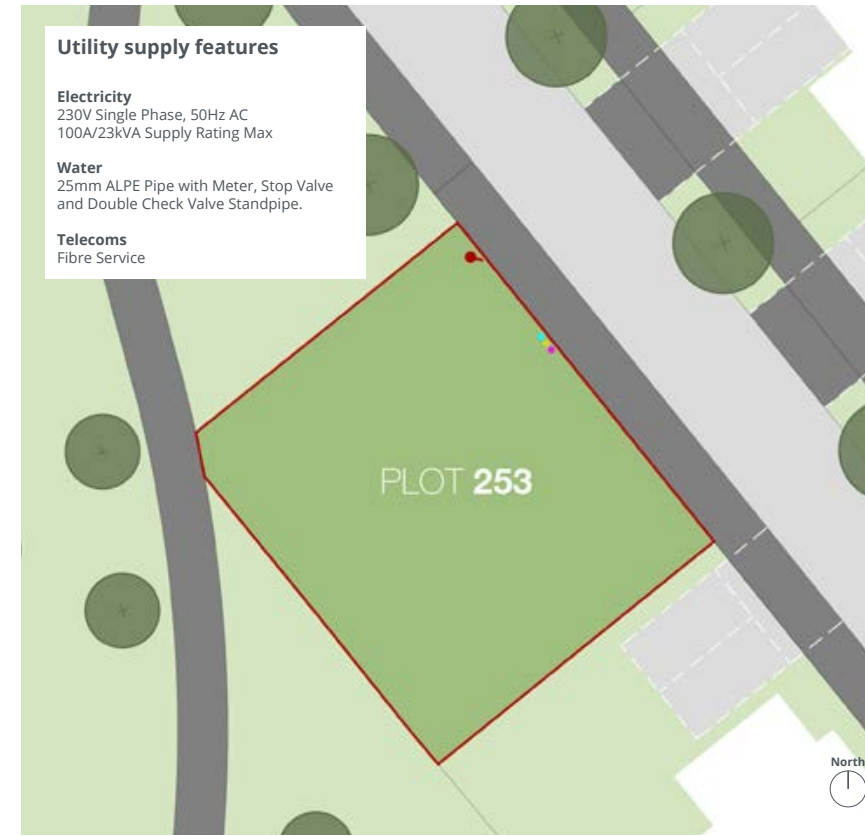 Utility supply features
Electricity
230V Single Phase, 50Hz AC
100A/23kVA Supply Rating Max
Water
25mm ALPE Pipe with Meter, Stop Valve
and Double Check Valve Standpipe.
Telecoms
Fibre Service
PLOT 253
North